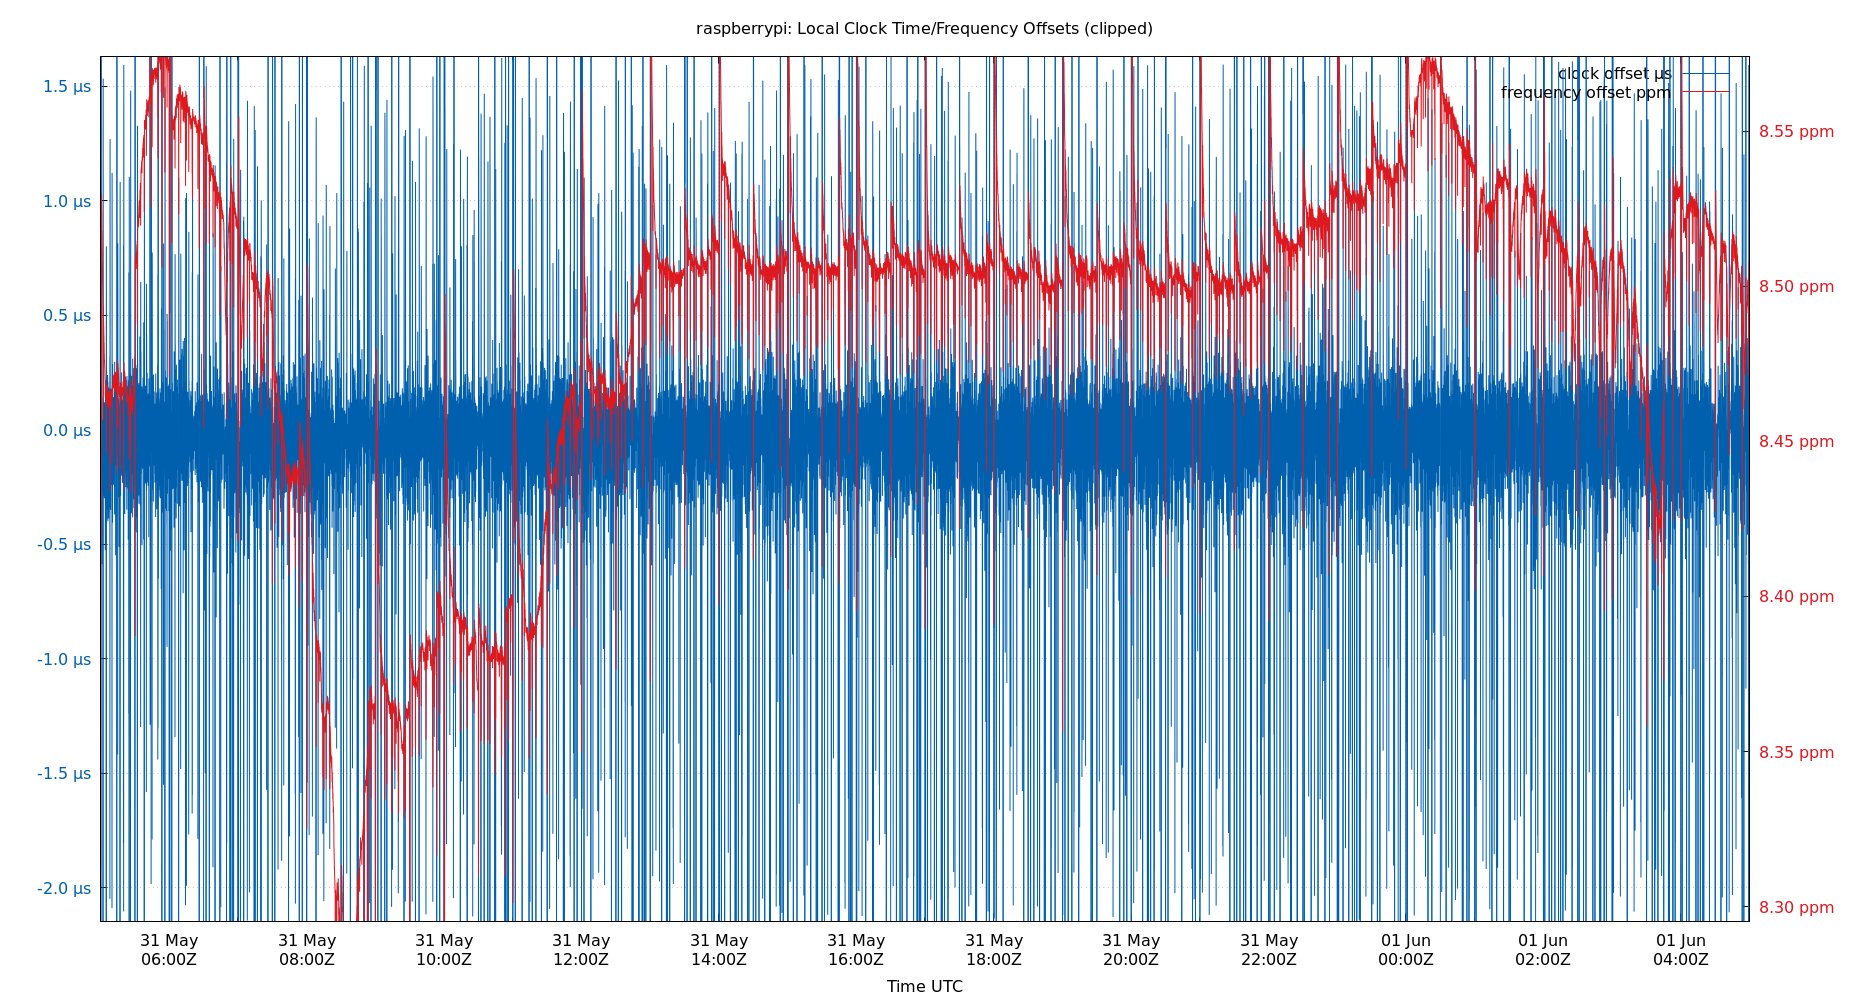 raspberrypi: Local Clock Time/Frequency Offsets (clipped)
clock offset µs
frequency offset ppm
1.5 µs
1.0 µs
0.5 µs
0.0 µs
-0.5 µs
-1.0 µs
-1.5 µs
-2.0 µs
8.55 ppm
8.50 ppm
8.45 ppm
8.40 ppm
8.35 ppm
8.30 ppm
31 May 31 May 31 May 31 May 31 May 31 May 31 May 31 May 31 May 01 Jun 01 Jun 01 Jun
06:00Z 08:00Z 10:00Z 12:00Z 14:00Z 16:00Z 18:00Z 20:00Z 22:00Z 00:00Z 02:00Z 04:00Z
Time UTC